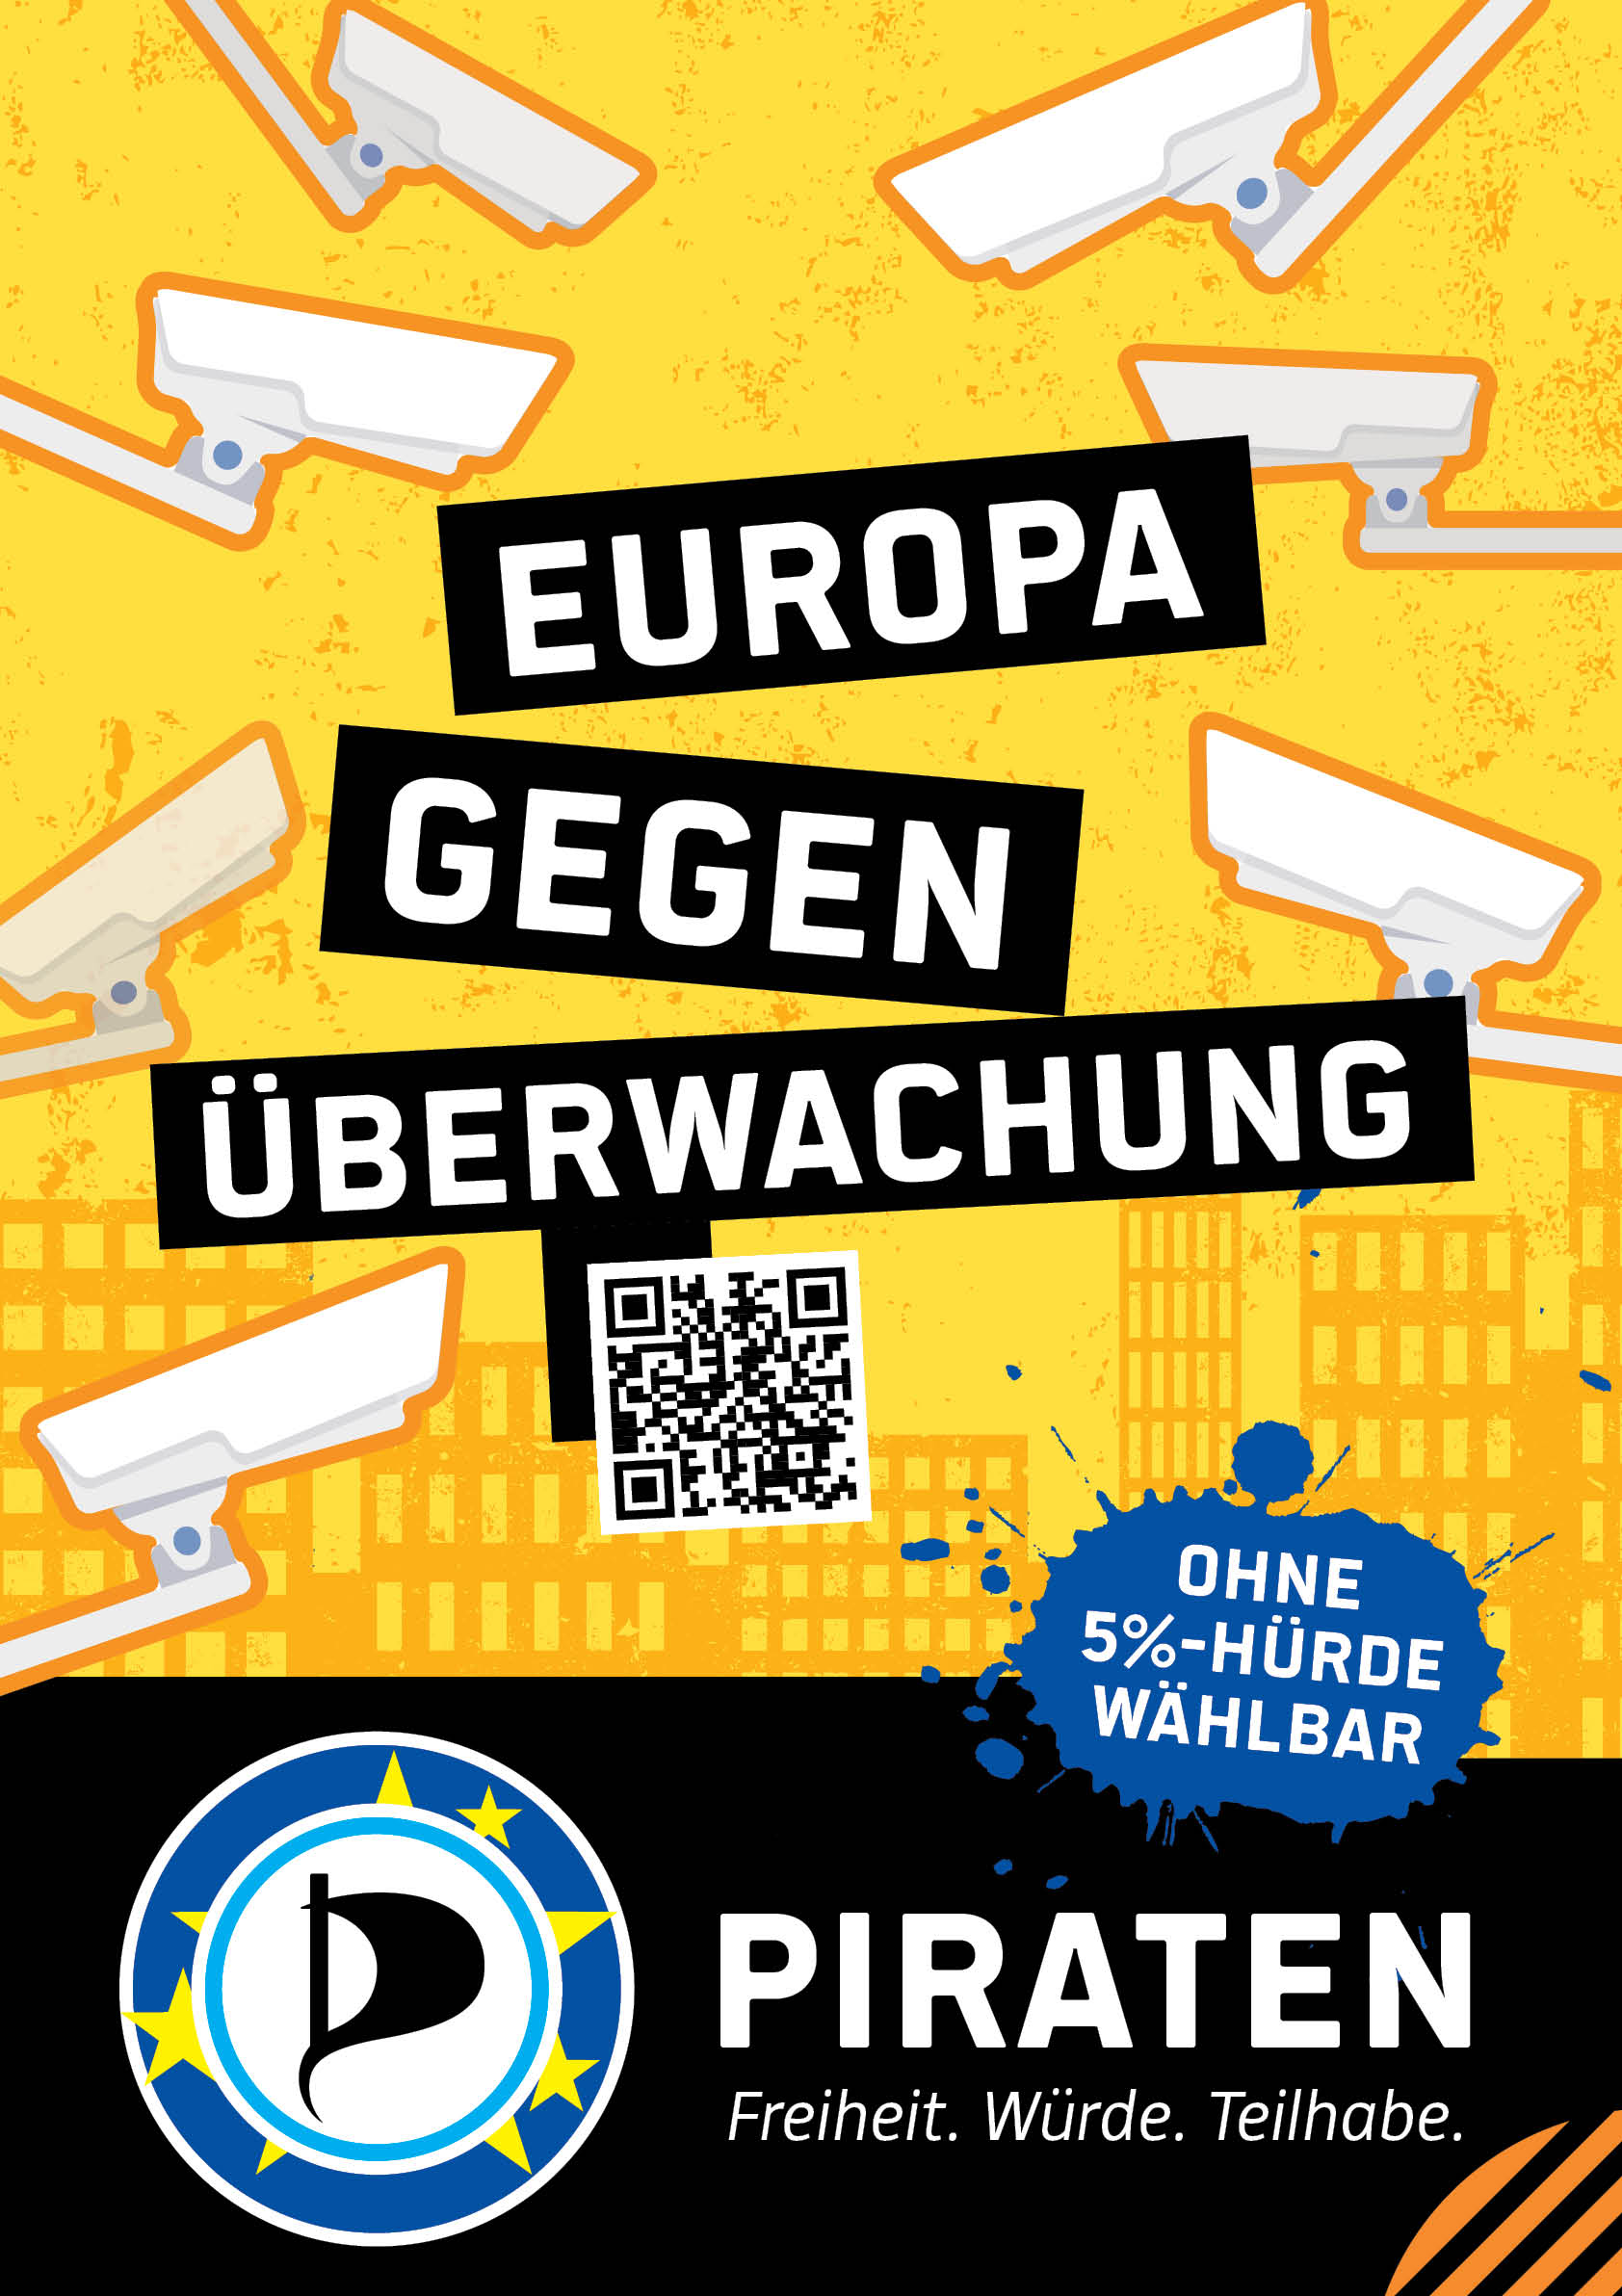 EUROPA
GEGEN
ÜBERWACHUNG
OHNE
5%-HÜRDE
WÄHLBAR
PIRATEN
Freiheit. Würde. Teilhabe.